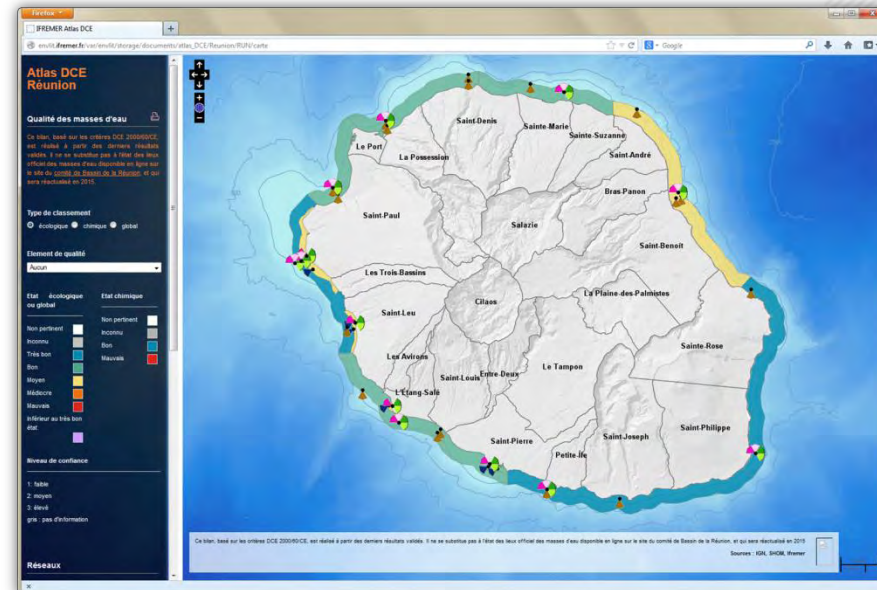 Firefox
IFREMER Atlas DCE
envlit.ifremer.fr/var/envlit/storage/documents/atlas_DCE/Reunion/RUN/carte
Google
Atlas DCE
Réunion
Qualité des masses d'eau
Ce bilan, basé sur les critères DCE 2000/60/CE,
est réalisé à partir des derniers résultats
validés. Il ne se substitue pas à l'état des lieux
officiel des masses d'eau disponible en ligne sur
le site du comité de Bassin de la Réunion, et qui
sera réactualisé en 2015.
Type de classement
écologique chimique global
Element de qualité
Aucun
Etat écologique
ou global
Non pertinent
Inconnu
Très bon
Bon
Moyen
Médiocre
Mauvais
Inférieur au très bon
état
Etat chimique
Non pertinent
Inconnu
Bon
Mauvais
Niveau de confiance
1: faible
2: moyen
3: élevé
gris : pas d'information
Réseaux
Saint-Denis
Sainte-Marie
Sainte-Suzanne
Le Port
La Possession
Saint-André
Bras-Panon
Saint-Paul
Salazie
Saint-Benoît
Les Trois-Bassins
La Plaine-des-Palmistes
Cilaos
Saint-Leu
Sainte-Rose
Les Avirons
Le Tampon
Saint-Louis
Entre-Deux
L'Etang-Salé
Saint-Pierre
Petite-Ile
Saint-Joseph
Saint-Philippe
Ce bilan, basé sur les critères DCE 2000/60/CE, est réalisé à partir des derniers résultats validés. Il ne se substitue pas à l'état des lieux officiel des masses d'eau disponible en ligne sur le site du comité de Bassin de la Réunion, et qui sera réactualisé en 2015
Sources : IGN, SHOM, Ifremer